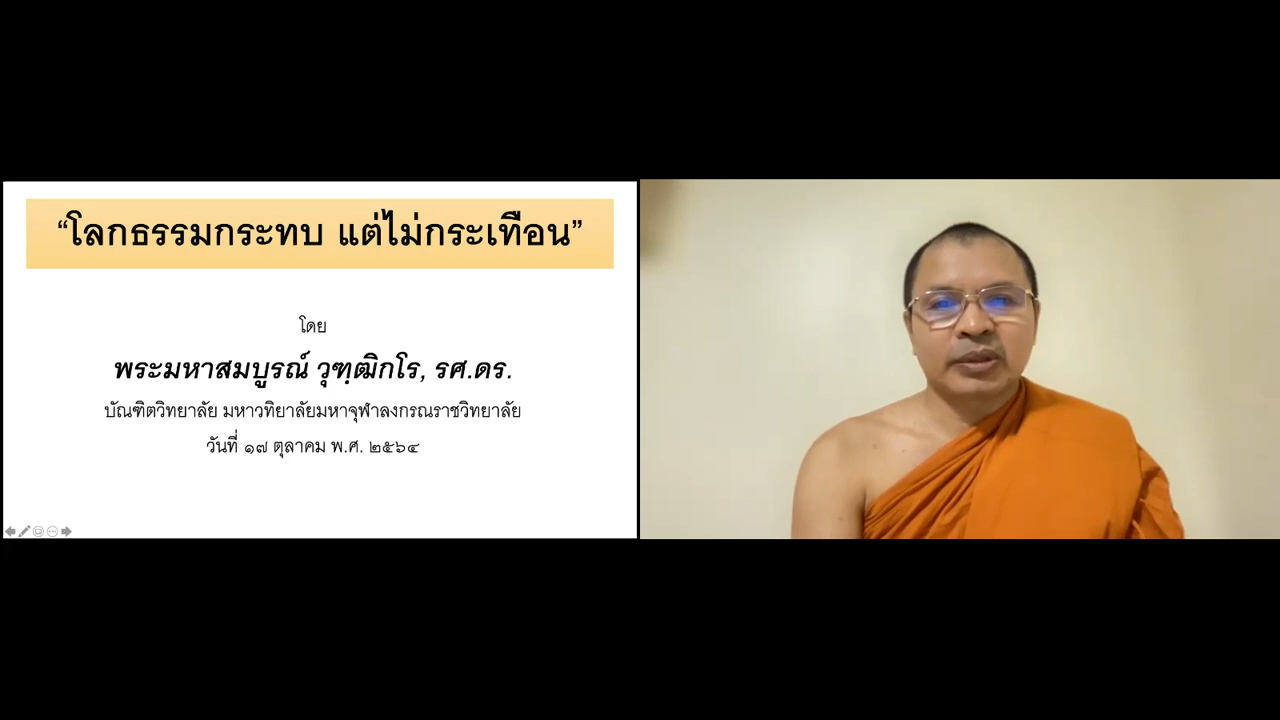 “โลกธรรมกระทบ แต่ไม่กระเทือน”
โดย
พระมหาสมบูรณ์ วุฑฺฒิกโร, รศ.ดร.
บัณฑิตวิทยาลัย มหาวทิยาลัยมหาจุฬาลงกรณราชวิทยาลัย
วันที่ ๑๗ ตุลาคม พ.ศ. ๒๕๖๔